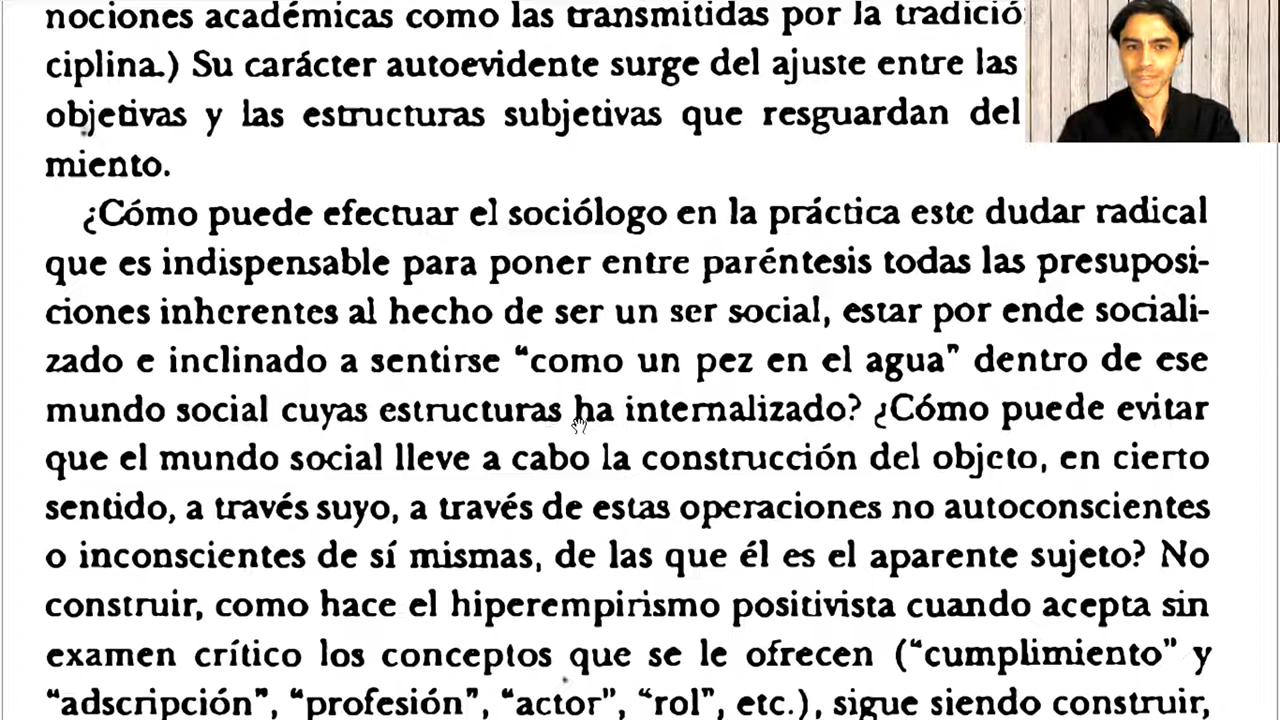 nociones académicas como las transmitidas por la
ciplina.) Su carácter autoevidente surge del ajuste entre las
objetivas y las estructuras subjetivas que resguardan del
miento.
¿Cómo puede efectuar el sociólogo en la práctica este dudar radical
que es indispensable para poner entre paréntesis todas las presuposi-
ciones inherentes al hecho de ser un ser social, estar por ende sociali-
zado e inclinado a sentirse “como un pez en el agua” dentro de ese
mundo social cuyas estructuras ha internalizado? ¿Cómo puede evitar
que el mundo social lleve a cabo la construcción del objeto, en cierto
sentido, a través suyo, a través de estas operaciones no autoconscientes
o inconscientes de sí mismas, de las que él es el aparente sujeto? No
construir, como hace el hiperempirismo positivista cuando acepta sin
examen crítico los conceptos que se le ofrecen (“cumplimiento” y
“adscripción”, “profesión”, “actor”, “rol”, etc.), sigue siendo construir,